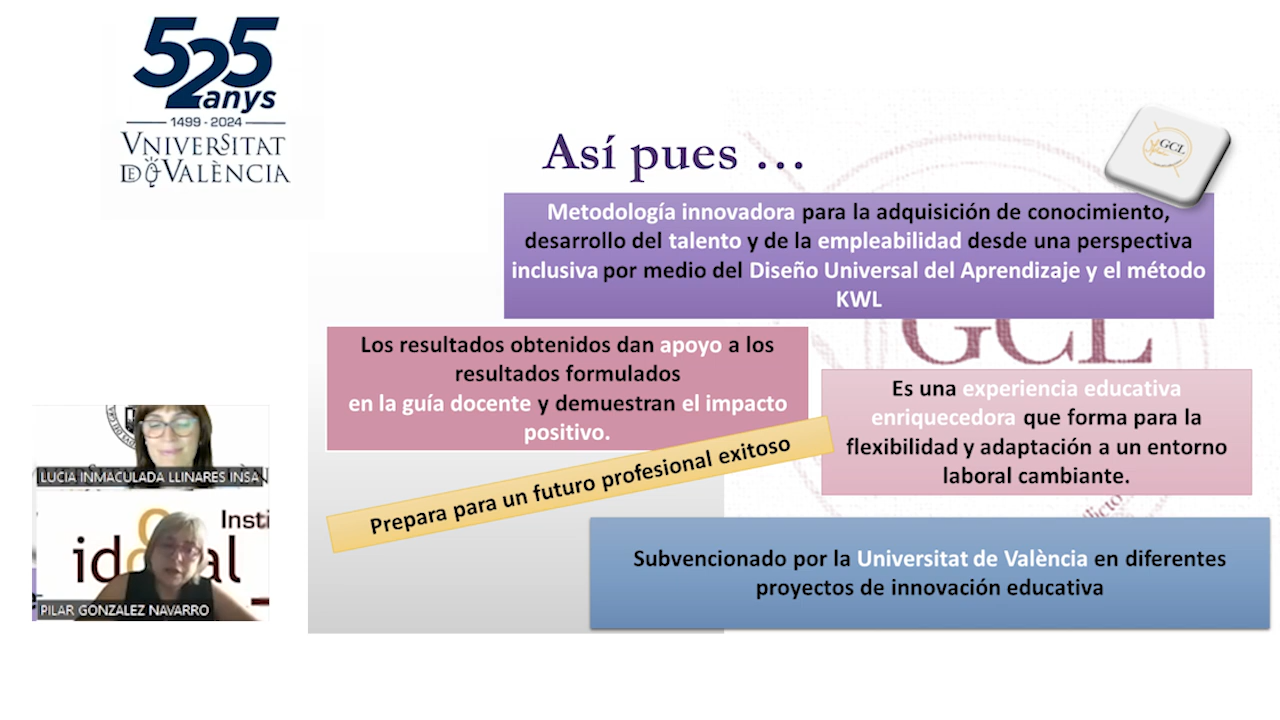 525
anys
1499 - 2024
VNIVERSITAT
DE VALÈNCIA
Así pues …
GCL
Metodología innovadora para la adquisición de conocimiento,
desarrollo del talento y de la empleabilidad desde una perspectiva
inclusiva por medio del Diseño Universal del Aprendizaje y el método
KWL
GCL
Los resultados obtenidos dan apoyo a los
resultados formulados
en la guía docente y demuestran el impacto
positivo.
Es una experiencia educativa
enriquecedora que forma para la
flexibilidad y adaptación a un entorno
laboral cambiante.
Prepara para un futuro profesional exitoso
Subvencionado por la Universitat de València en diferentes
proyectos de innovación educativa
LUCIA INMACULADA LLINARES INSA
Insti
PILAR GONZALEZ NAVARRO